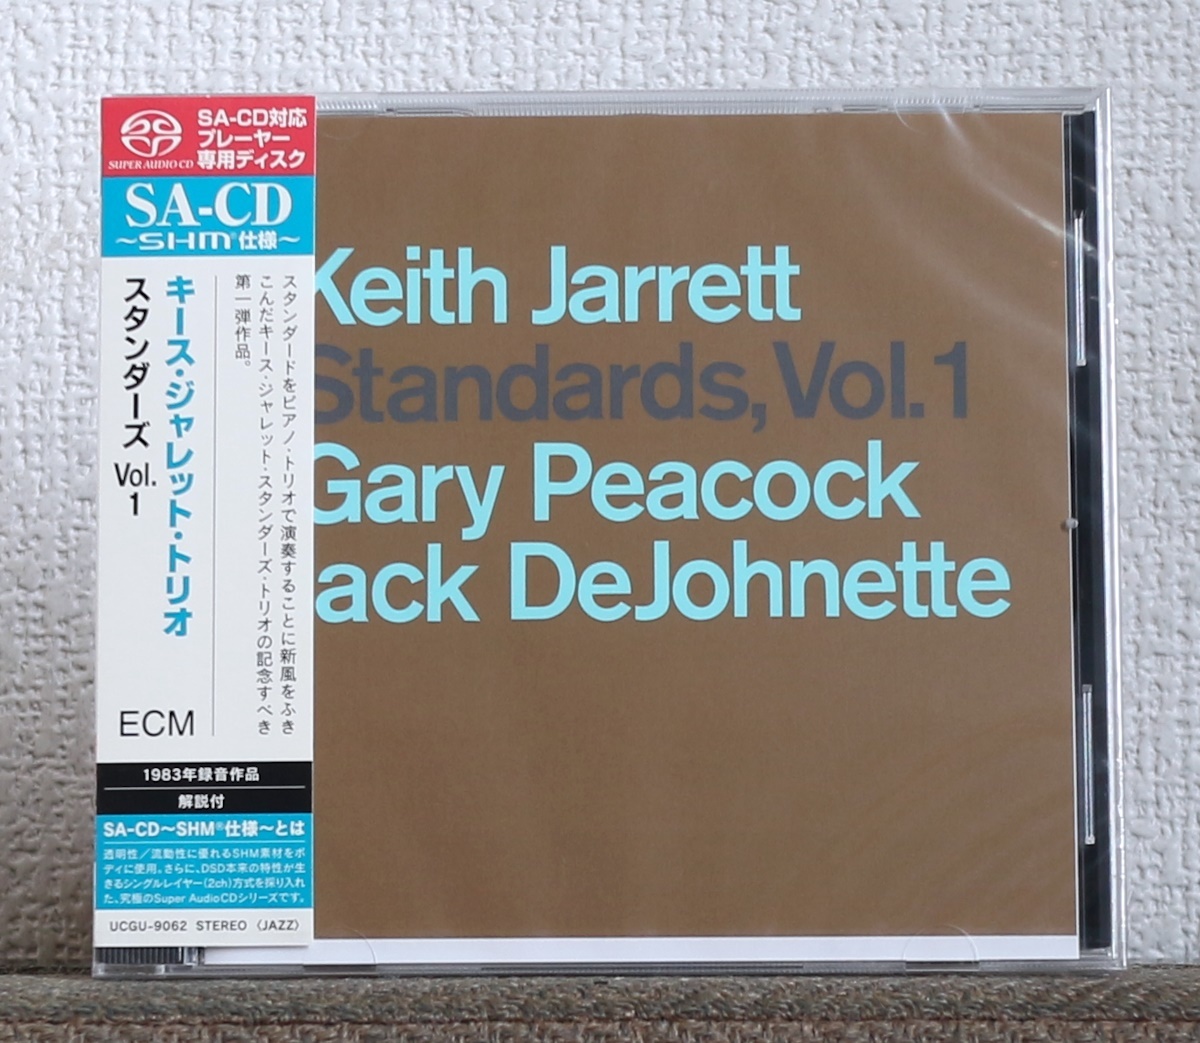 SUPER AUDIO CD
SA-CD対応
プレーヤー
専用ディスク
SA-CD
～SHM®仕様～
スタンダードをピアノ・トリオで演奏することに新風をふき
こんだキース・ジャレット・スタンダーズ・トリオの記念すべき
第一弾作品。
キース・ジャレット・トリオ
スタンダーズ Vol. 1
ECM
1983年録音作品
解説付
SA-CD～SHM®仕様～とは
透明性／流動性に優れるSHM素材をボ
ディに使用。さらに、DSD本来の特性が生
きるシングルレイヤー(2ch)方式を採り入れ
た、究極のSuper Audio CDシリーズです。
UCGU-9062 STEREO 〈JAZZ〉
Keith Jarrett
Standards, Vol. 1
Gary Peacock
ack DeJohnette